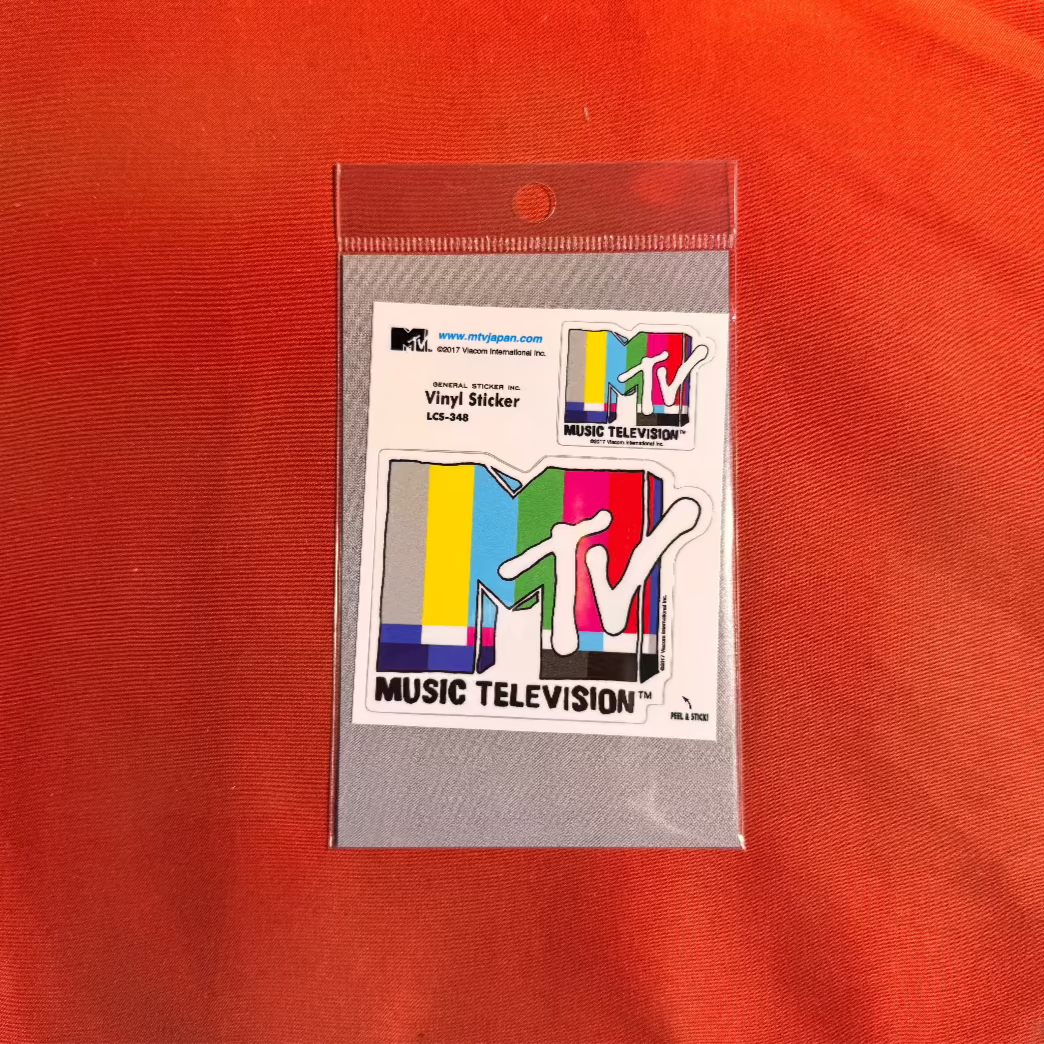 MTV
www.mtvjapan.com
©2017 Viacom International Inc.
GENERAL STICKER INC.
Vinyl Sticker
LCS-348
MTV
MUSIC TELEVISION™
©2017 Viacom International Inc.
MTV
©2017 Viacom International Inc.
MUSIC TELEVISION™
PEEL & STICK!